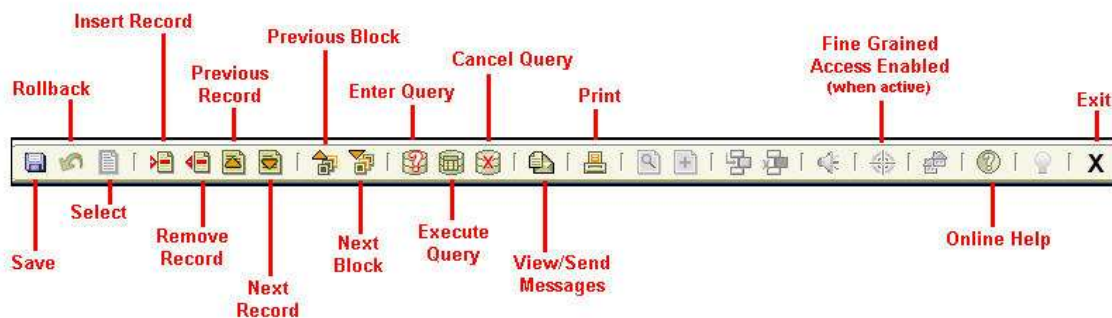 Insert Record
Previous Block
Fine Grained
Access Enabled
(when active)
Cancel Query
Previous
Record
Rollback
Enter Query
Print
Exit
X
Select
Save
Remove
Record
Next
Record
Next
Block
Execute
Query
View/Send
Messages
Online Help